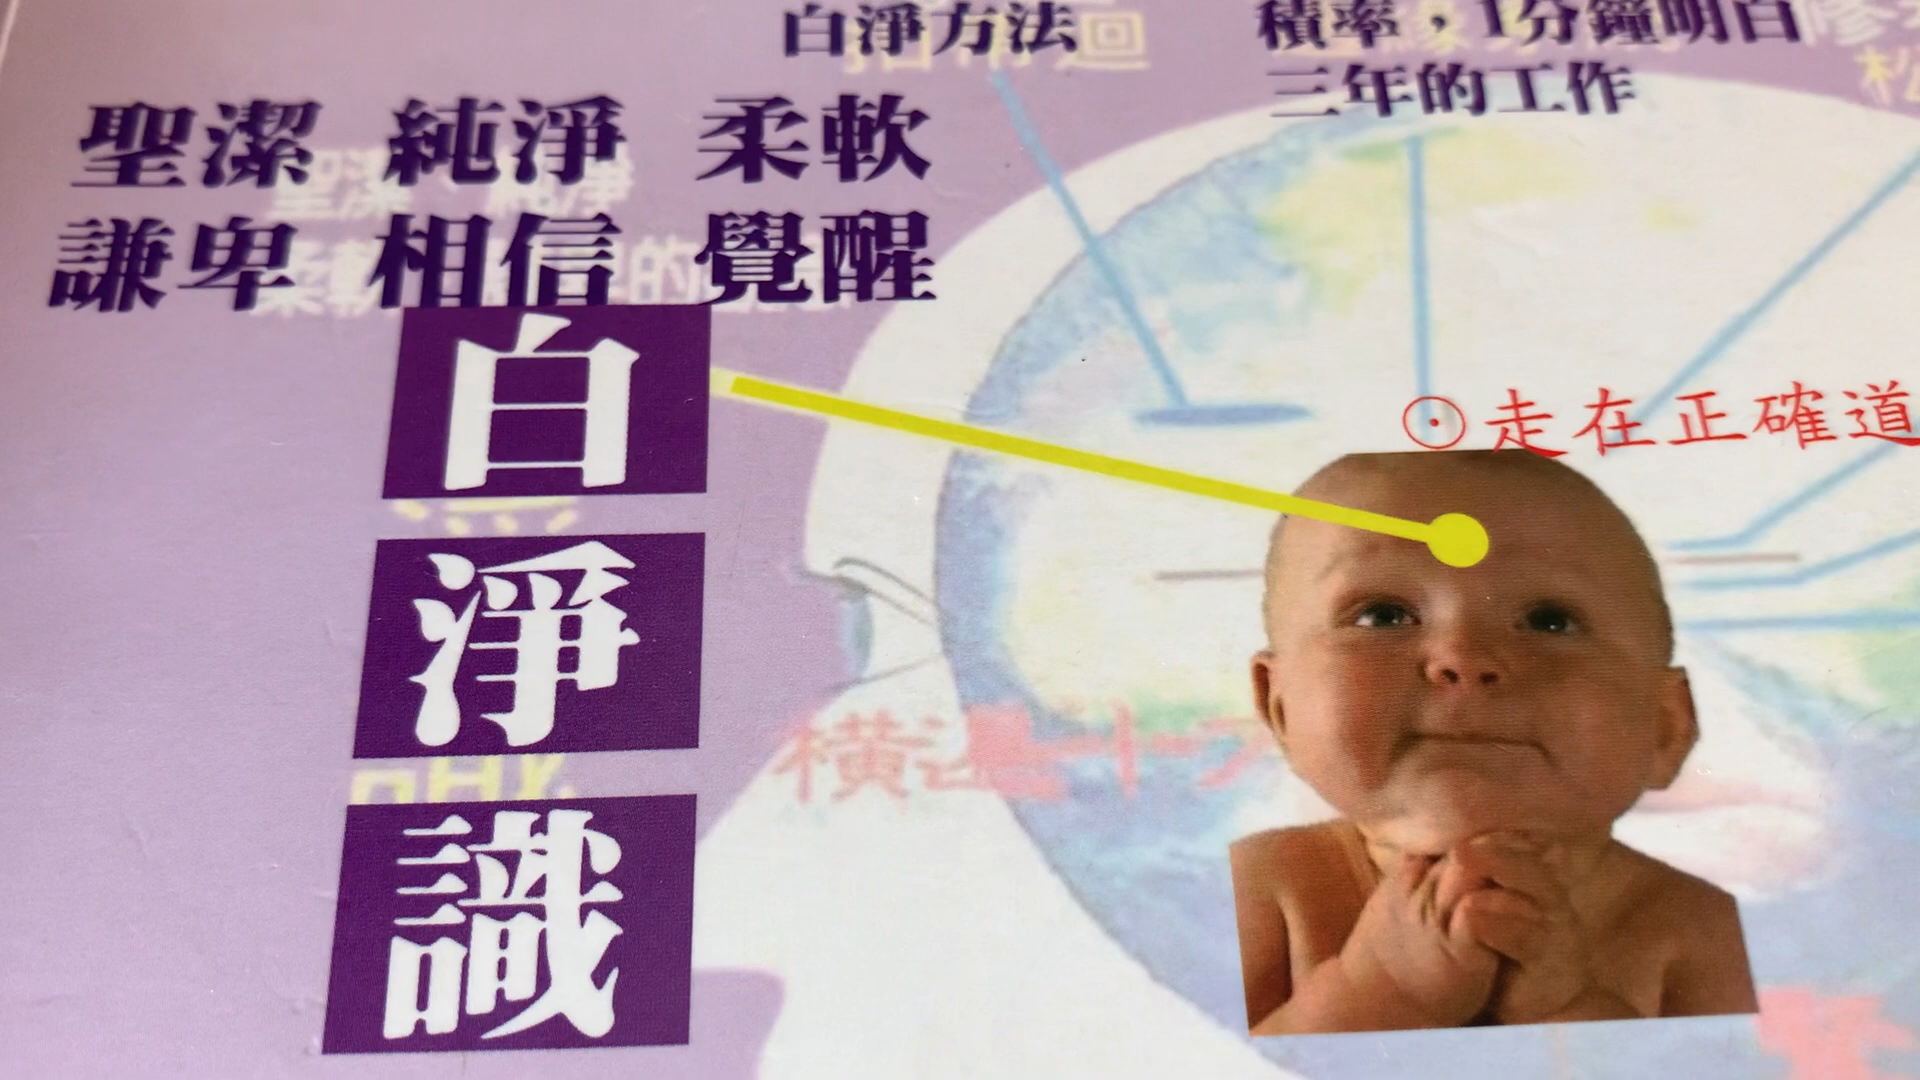 白淨方法
積率，1分鐘明白
三年的工作
聖潔 純淨 柔軟
謙卑 相信 覺醒
白
淨
識
走在正確道